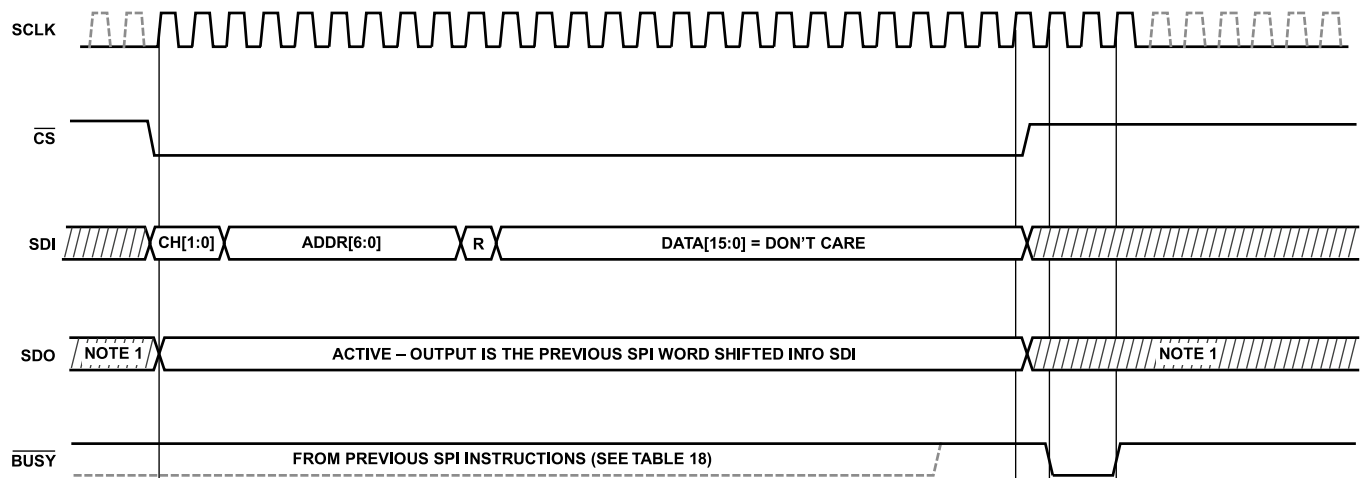 SCLK
CS
SDI
CH[1:0]
ADDR[6:0]
R
DATA[15:0] = DON'T CARE
SDO
NOTE 1
ACTIVE – OUTPUT IS THE PREVIOUS SPI WORD SHIFTED INTO SDI
NOTE 1
BUSY
FROM PREVIOUS SPI INSTRUCTIONS (SEE TABLE 18)